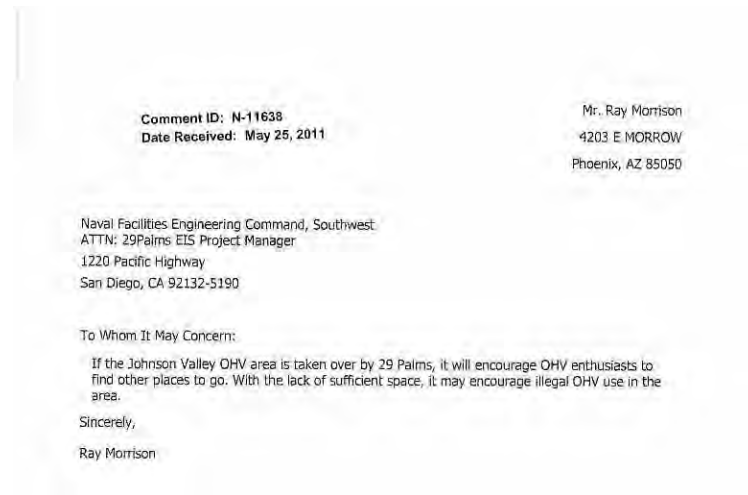 Comment ID: N-11638
Date Received: May 25, 2011
Mr. Ray Morrison
4203 E MORROW
Phoenix, AZ 85050
Naval Facilities Engineering Command, Southwest
ATTN: 29Palms EIS Project Manager
1220 Pacific Highway
San Diego, CA 92132-5190
To Whom It May Concern:
If the Johnson Valley OHV area is taken over by 29 Palms, it will encourage OHV enthusiasts to
find other places to go. With the lack of sufficient space, it may encourage illegal OHV use in the
area.
Sincerely,
Ray Morrison